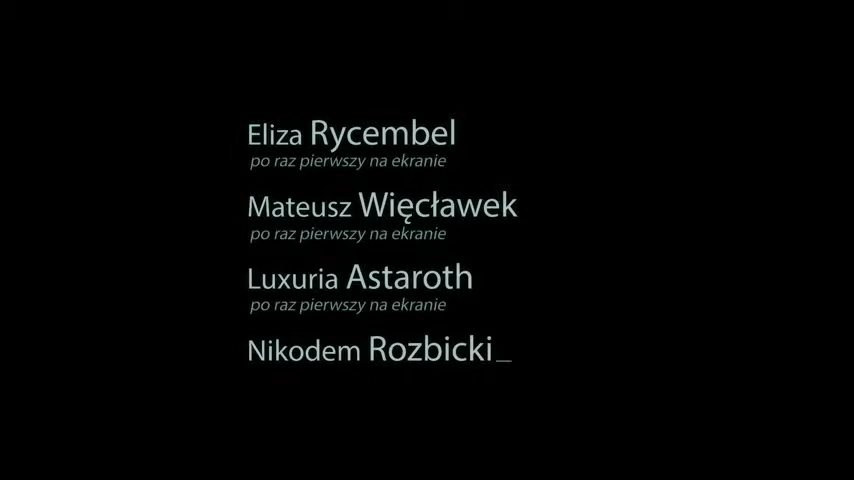 Eliza Rycembel
po raz pierwszy na ekranie
Mateusz Więcławek
po raz pierwszy na ekranie
Luxuria Astaroth
po raz pierwszy na ekranie
Nikodem Rozbicki_